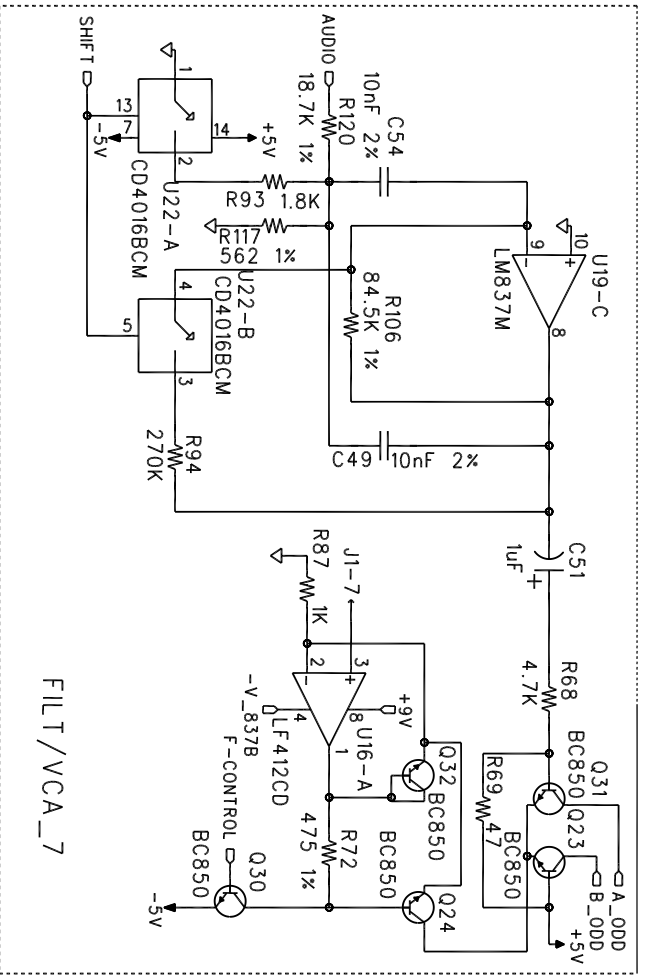 SHIFT
1
13
7
14
-5V
+5V
2
U22-A
CD4016BCM
AUDIO
R120
18.7K 1%
C54
10nF 2%
R93 1.8K
R117
562 1%
10
9
U19-C
LM837M
8
U22-B
CD4016BCM
4
5
3
R106
84.5K 1%
R94
270K
C49 10nF 2%
C51
1uF
+
R68
4.7K
R87
1K
J1-7
2
3
-
+
4
8
1
+9V
U16-A
LF412CD
-V_837B
Q32
BC850
R72
475 1%
F-CONTROL
Q30
BC850
-5V
BC850
Q24
R69
47
Q31
BC850
Q23
BC850
A_ODD
B_ODD
+5V
FILT/VCA_7